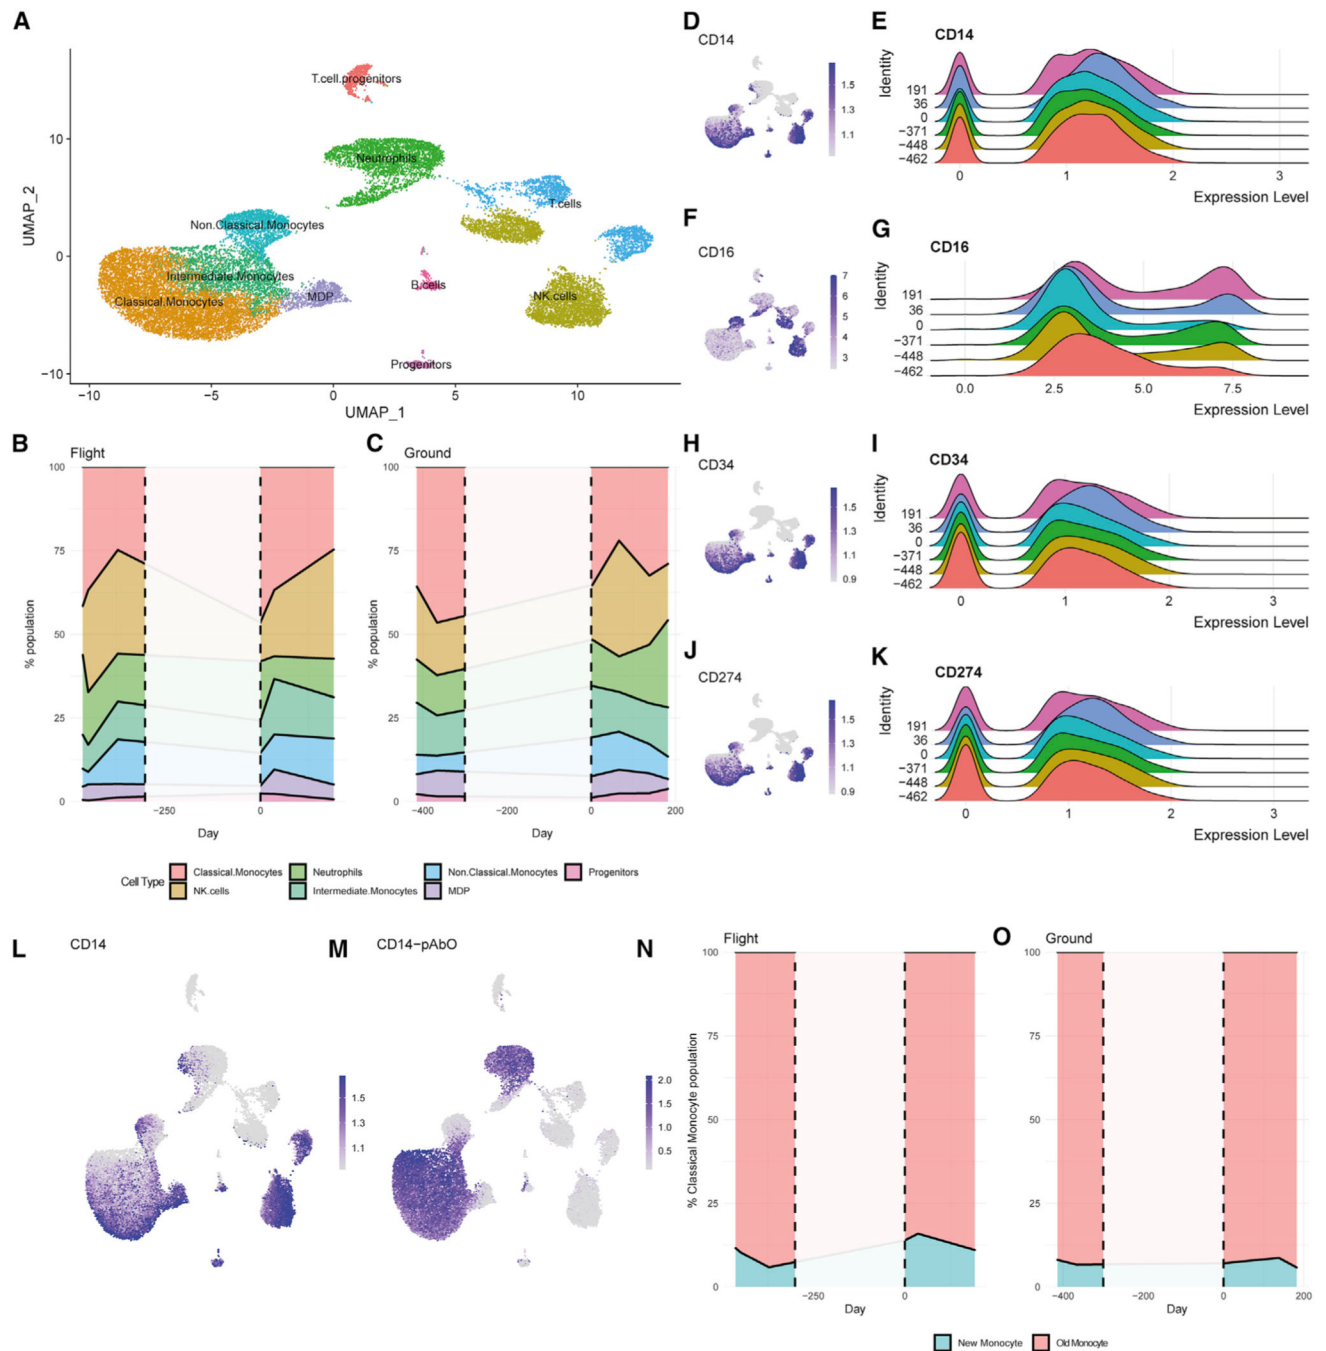 A
T.cell.progenitors
Neutrophils
T.cells
Non.Classical.Monocytes
Intermediate.Monocytes
Classical.Monocytes
MDP
B.cells
NK.cells
Progenitors
10
0
−10
UMAP_2
−10 −5 0 5 10
UMAP_1
D
CD14
1.5
1.3
1.1
E
CD14
Identity
191
36
0
−371
−448
−462
0 1 2 3
Expression Level
F
CD16
7
6
5
4
3
G
CD16
Identity
191
36
0
−371
−448
−462
0.0 2.5 5.0 7.5
Expression Level
B
Flight
100
75
50
25
0
% population
−250 0
Day
C
Ground
100
75
50
25
0
% population
−400 −200 0 200
Day
Cell Type
Classical.Monocytes
Neutrophils
Non.Classical.Monocytes
Progenitors
NK.cells
Intermediate.Monocytes
MDP
H
CD34
1.5
1.3
1.1
1.0
0.9
I
CD34
Identity
191
36
0
−371
−448
−462
0 1 2 3
Expression Level
J
CD274
1.5
1.3
1.1
0.9
K
CD274
Identity
191
36
0
−371
−448
−462
0 1 2 3
Expression Level
L
CD14
1.5
1.3
1.1
M
CD14−pAbO
2.0
1.5
1.0
0.5
N
Flight
100
75
50
25
0
% Classical Monocyte population
−250 0
Day
O
Ground
100
75
50
25
0
−400 −200 0 200
Day
New Monocyte
Old Monocyte